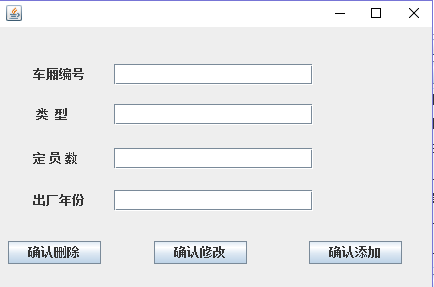 车厢编号
类 型
定 员 数
出厂年份
确认删除 确认修改 确认添加